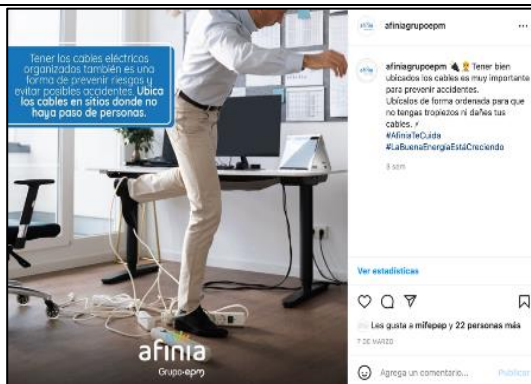 Tener los cables eléctricos
organizados también es una
forma de prevenir riesgos y
evitar posibles accidentes. Ubica
los cables en sitios donde no
haya paso de personas.
afinia
Grupo·epm
afiniagrupoepm
afiniagrupoepm 🔌👷 Tener bien
ubicados los cables es muy importante
para prevenir accidentes.
Ubícalos de forma ordenada para que
no tengas tropiezos ni dañes tus
cables. ⚡
#AfiniaTeCuida
#LaBuenaEnergíaEstáCreciendo
3 sem
Ver estadísticas
Les gusta a mifepep y 22 personas más
7 DE MARZO
Agrega un comentario...
Publicar